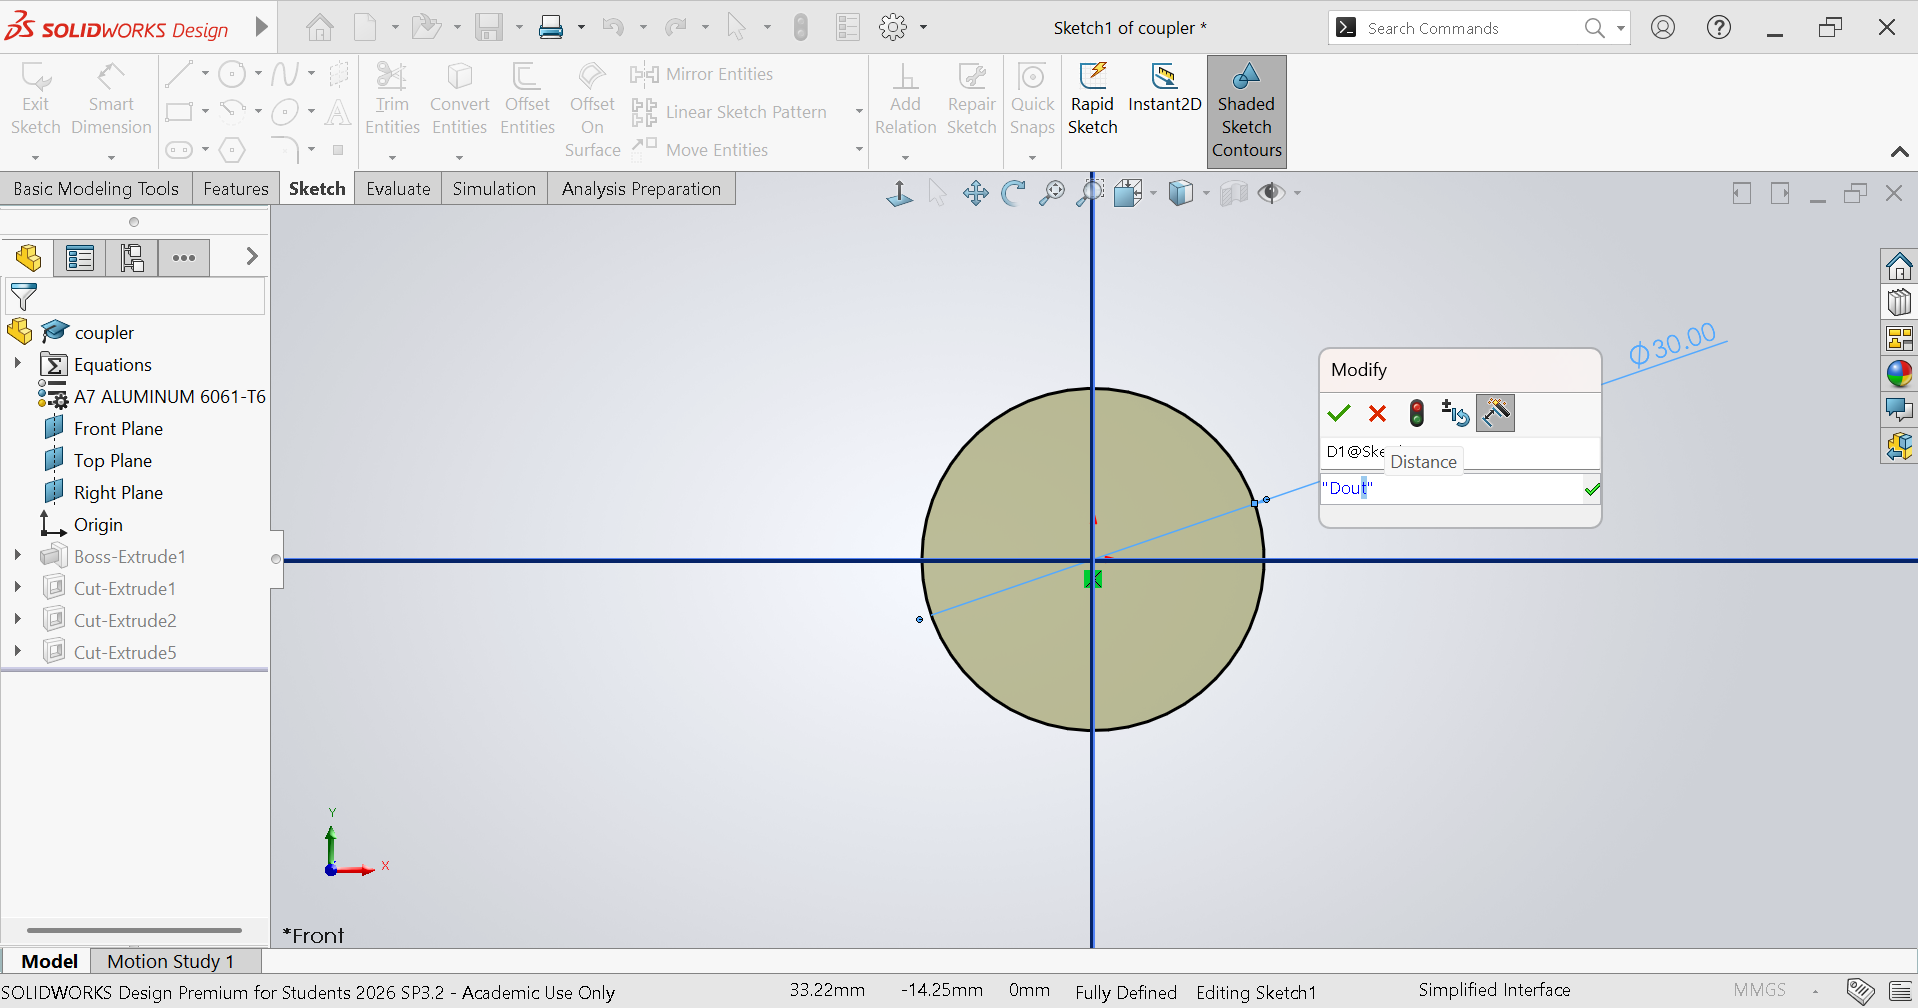 SOLIDWORKS Design
Sketch1 of coupler *
Search Commands
Exit Sketch
Smart Dimension
Trim Entities
Convert Entities
Offset Entities
Offset On Surface
Mirror Entities
Linear Sketch Pattern
Move Entities
Add Relation
Repair Sketch
Quick Snaps
Rapid Sketch
Instant2D
Shaded Sketch Contours
Basic Modeling Tools
Features
Sketch
Evaluate
Simulation
Analysis Preparation
coupler
Equations
A7 ALUMINUM 6061-T6
Front Plane
Top Plane
Right Plane
Origin
Boss-Extrude1
Cut-Extrude1
Cut-Extrude2
Cut-Extrude5
∅30.00
Modify
D1@Ske
Distance
"Dout"
Y
X
*Front
Model
Motion Study 1
SOLIDWORKS Design Premium for Students 2026 SP3.2 - Academic Use Only
33.22mm
-14.25mm
0mm
Fully Defined
Editing Sketch1
Simplified Interface
MMGS